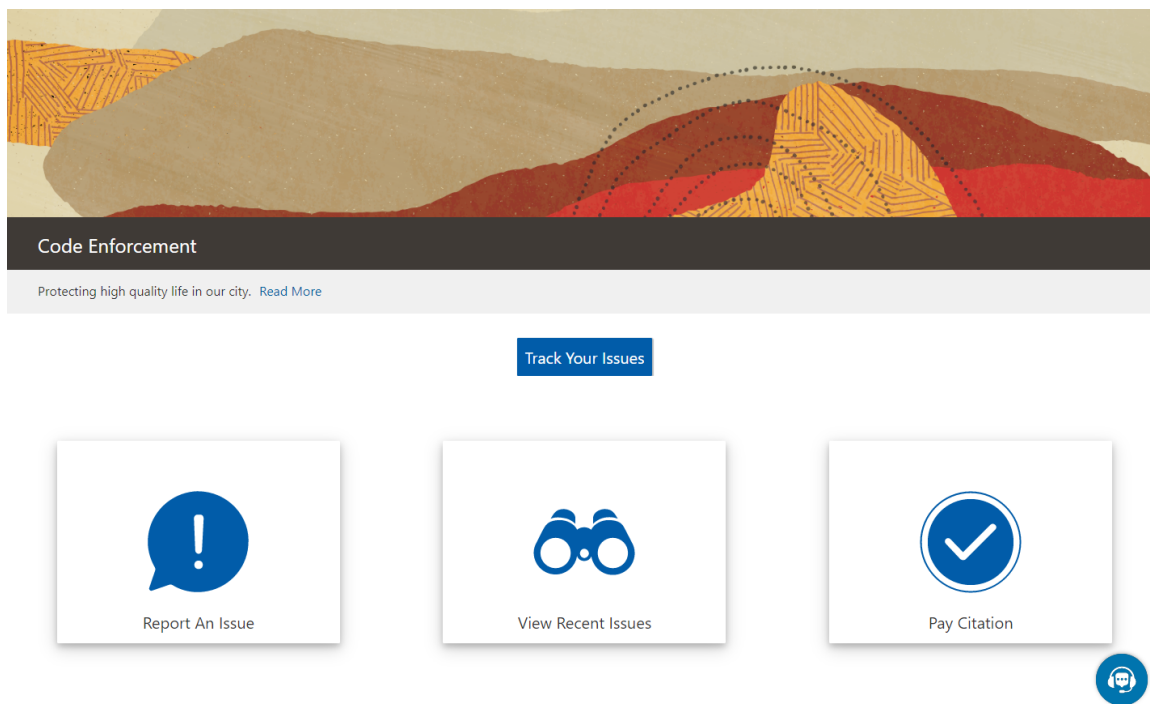 Code Enforcement
Protecting high quality life in our city. Read More
Track Your Issues
Report An Issue
View Recent Issues
Pay Citation